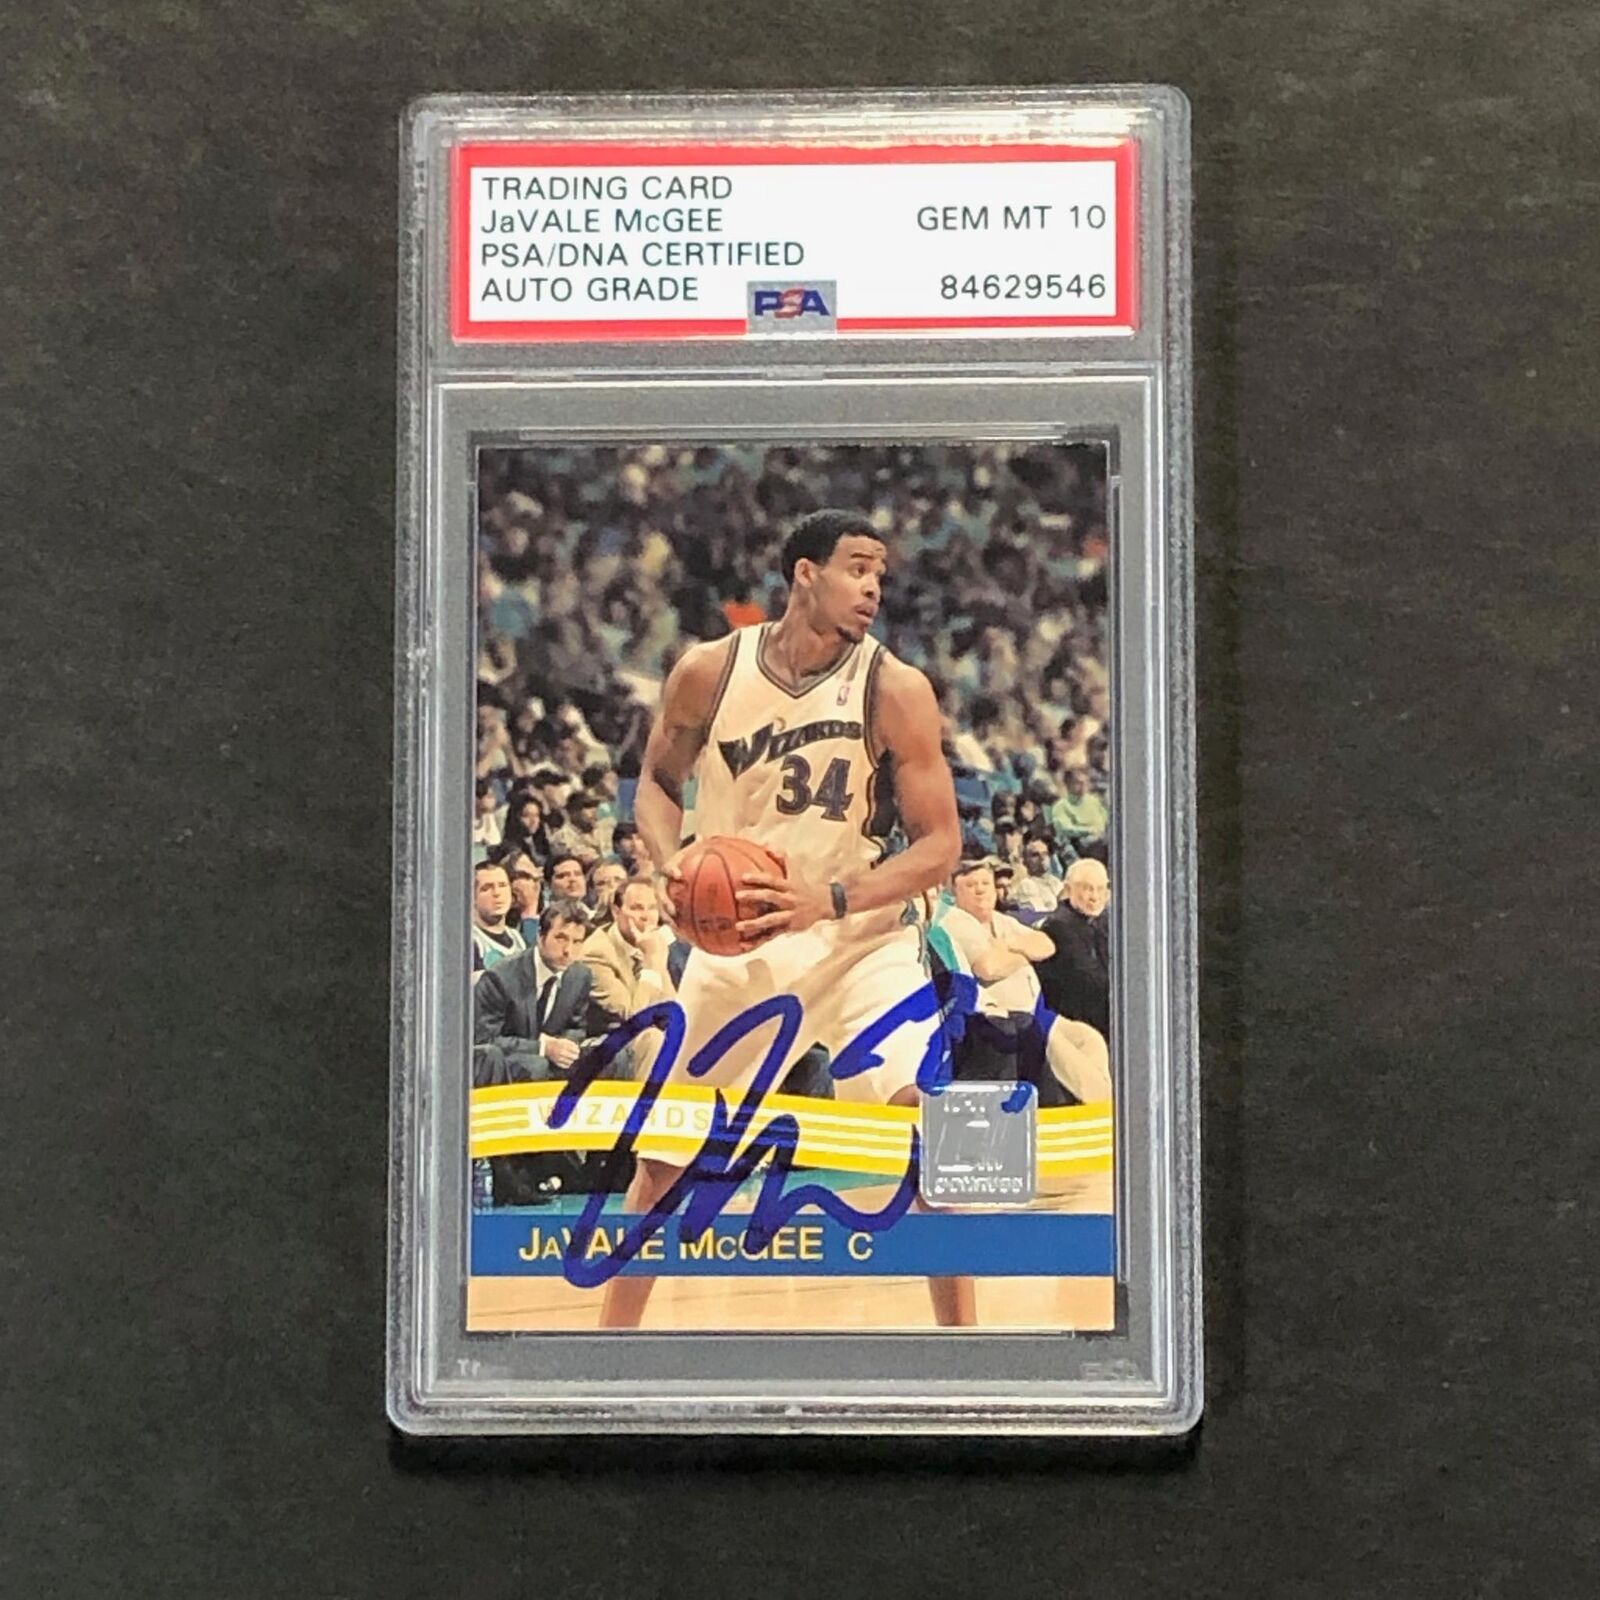 TRADING CARD
JaVALE McGEE
GEM MT 10
PSA/DNA CERTIFIED
AUTO GRADE
84629546
PSA
WIZARDS
34
WIZARDS
DONRUSS
JAVALE MCGEE C